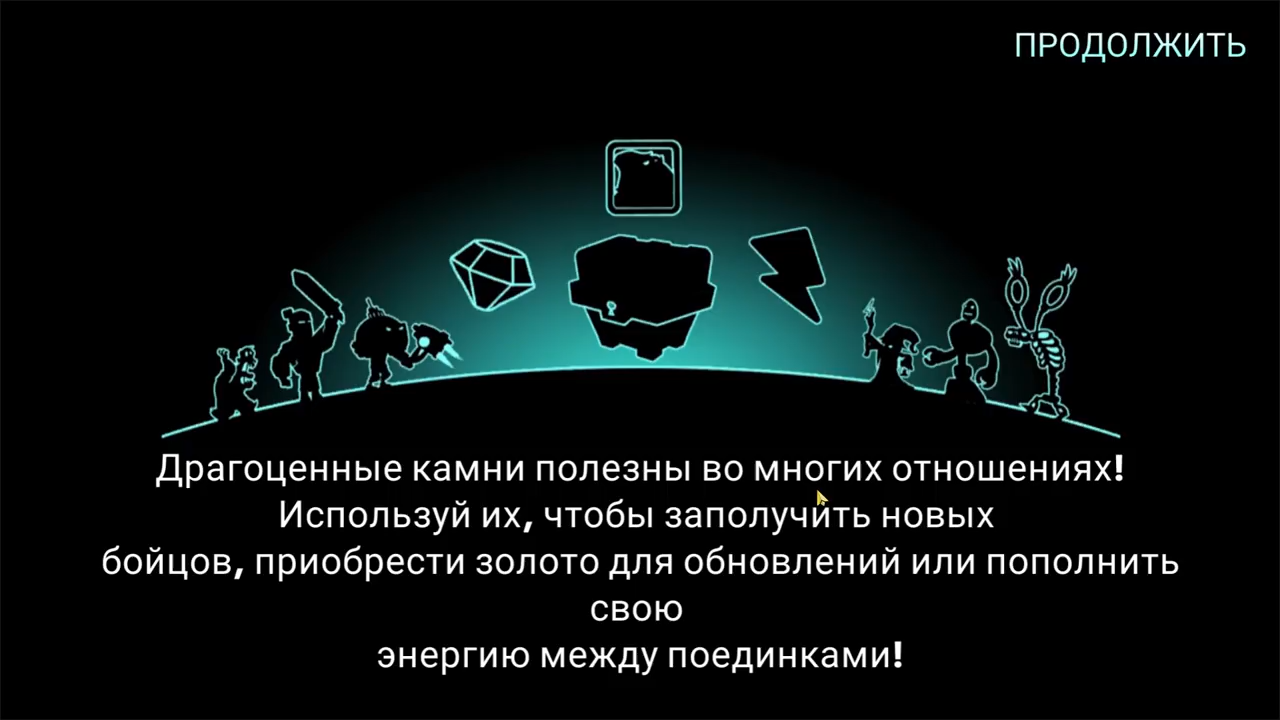 ПРОДОЛЖИТЬ
Драгоценные камни полезны во многих отношениях!
Используй их, чтобы заполучить новых
бойцов, приобрести золото для обновлений или пополнить
свою
энергию между поединками!